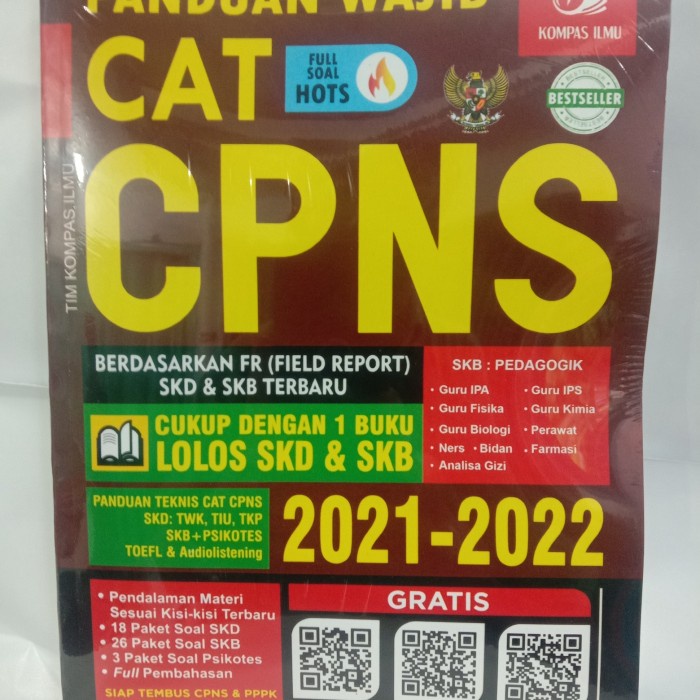 PANDUAN WAJIB
KOMPAS ILMU
CAT
FULL
SOAL
HOTS
BESTSELLER
BESTSELLER
CPNS
TIM KOMPAS ILMU
BERDASARKAN FR (FIELD REPORT)
SKD & SKB TERBARU
SKB : PEDAGOGIK
• Guru IPA
• Guru IPS
• Guru Fisika
• Guru Kimia
• Guru Biologi
• Perawat
• Ners • Bidan
• Farmasi
• Analisa Gizi
CUKUP DENGAN 1 BUKU
LOLOS SKD & SKB
PANDUAN TEKNIS CAT CPNS
SKD: TWK, TIU, TKP
SKB+PSIKOTES
TOEFL & Audiolistening
2021-2022
• Pendalaman Materi
Sesuai Kisi-kisi Terbaru
• 18 Paket Soal SKD
• 26 Paket Soal SKB
• 3 Paket Soal Psikotes
• Full Pembahasan
SIAP TEMBUS CPNS & PPPK
GRATIS